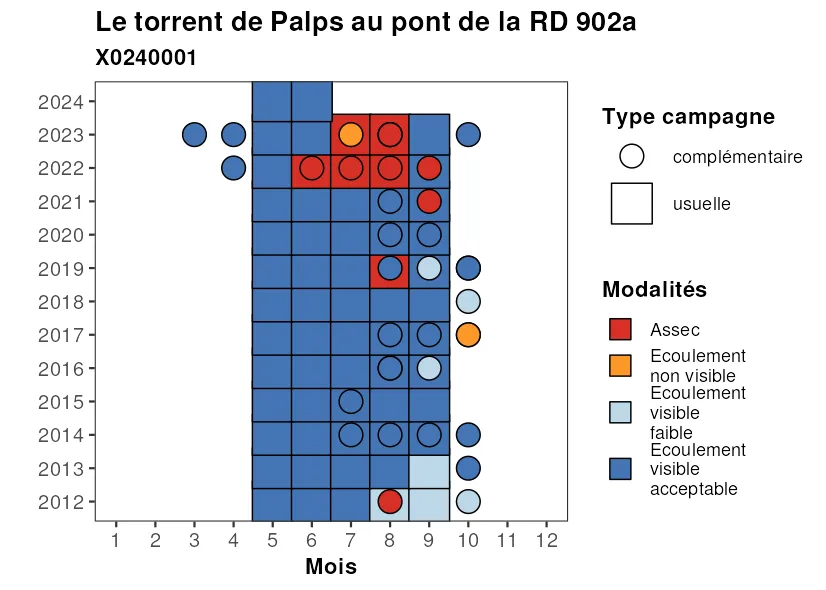 Le torrent de Palps au pont de la RD 902a
X0240001
2024
2023
2022
2021
2020
2019
2018
2017
2016
2015
2014
2013
2012
1 2 3 4 5 6 7 8 9 10 11 12
Mois
Type campagne
complémentaire
usuelle
Modalités
Assec
Ecoulement
non visible
Ecoulement
visible
faible
Ecoulement
visible
acceptable